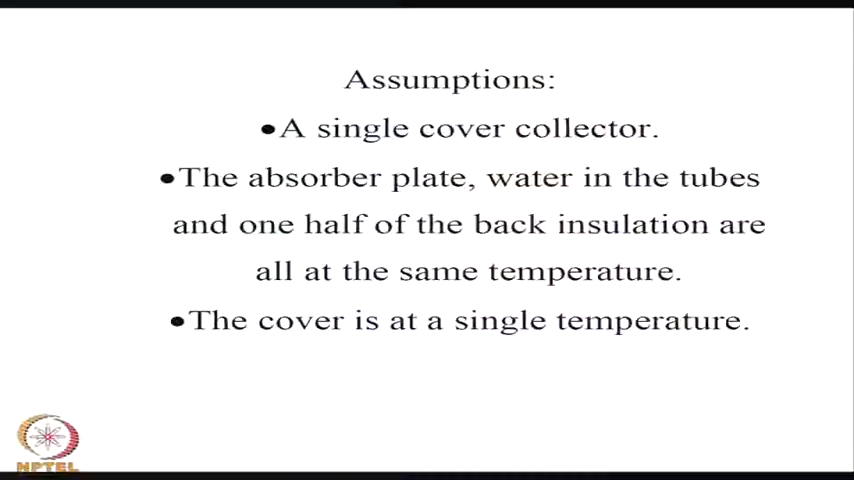 Assumptions:
•A single cover collector.
•The absorber plate, water in the tubes
and one half of the back insulation are
all at the same temperature.
•The cover is at a single temperature.
NPTEL